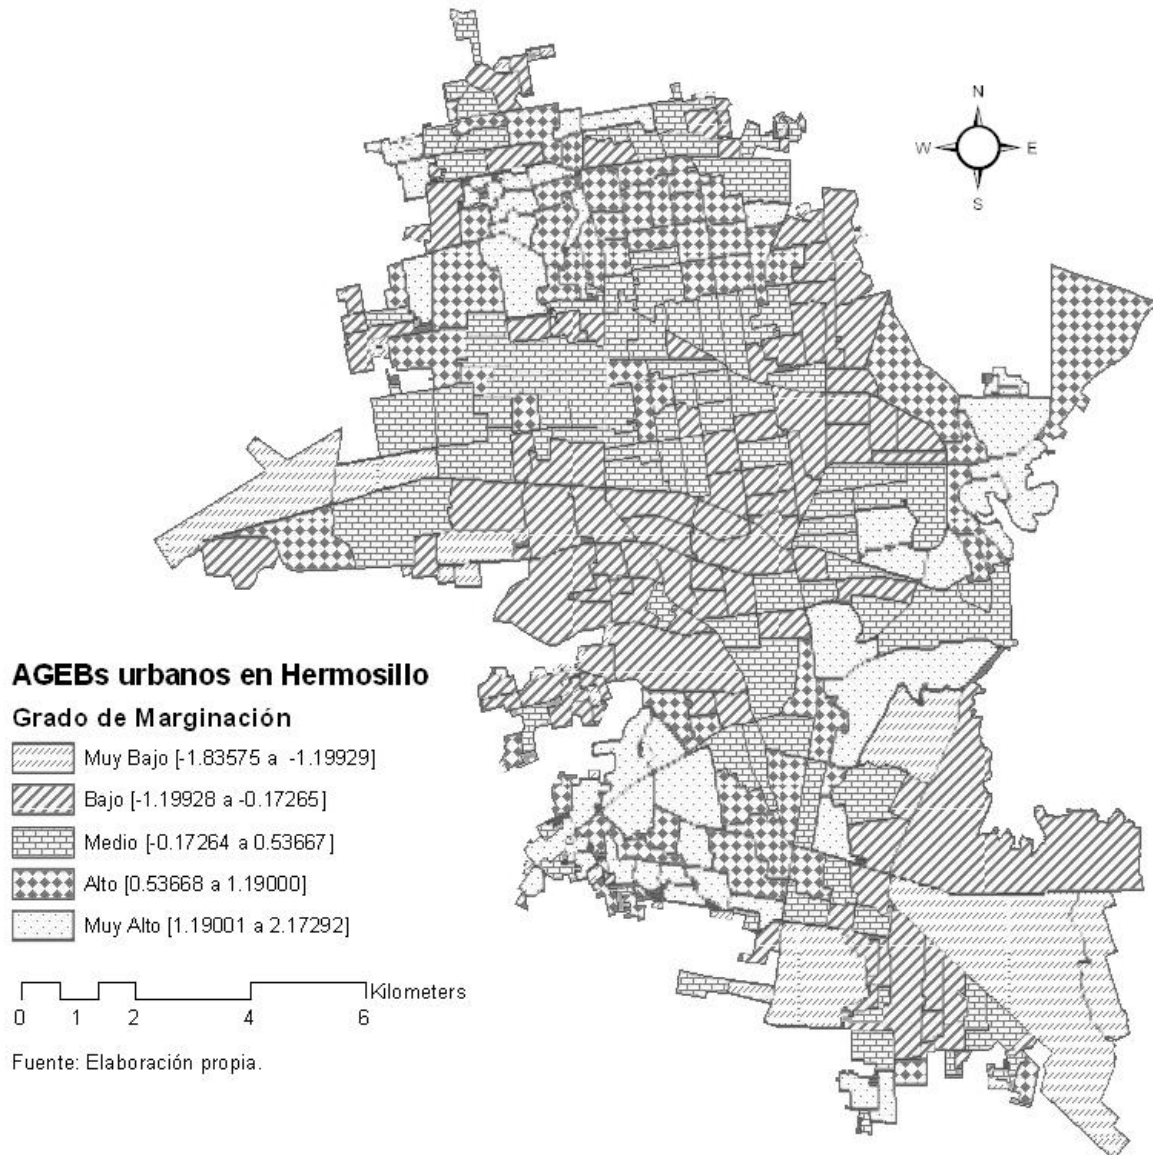 N
W E
S
AGEBs urbanos en Hermosillo
Grado de Marginación
Muy Bajo [-1.83575 a -1.19929]
Bajo [-1.19928 a -0.17265]
Medio [-0.17264 a 0.53667]
Alto [0.53668 a 1.19000]
Muy Alto [1.19001 a 2.17292]
Kilometers
0 1 2 4 6
Fuente: Elaboración propia.